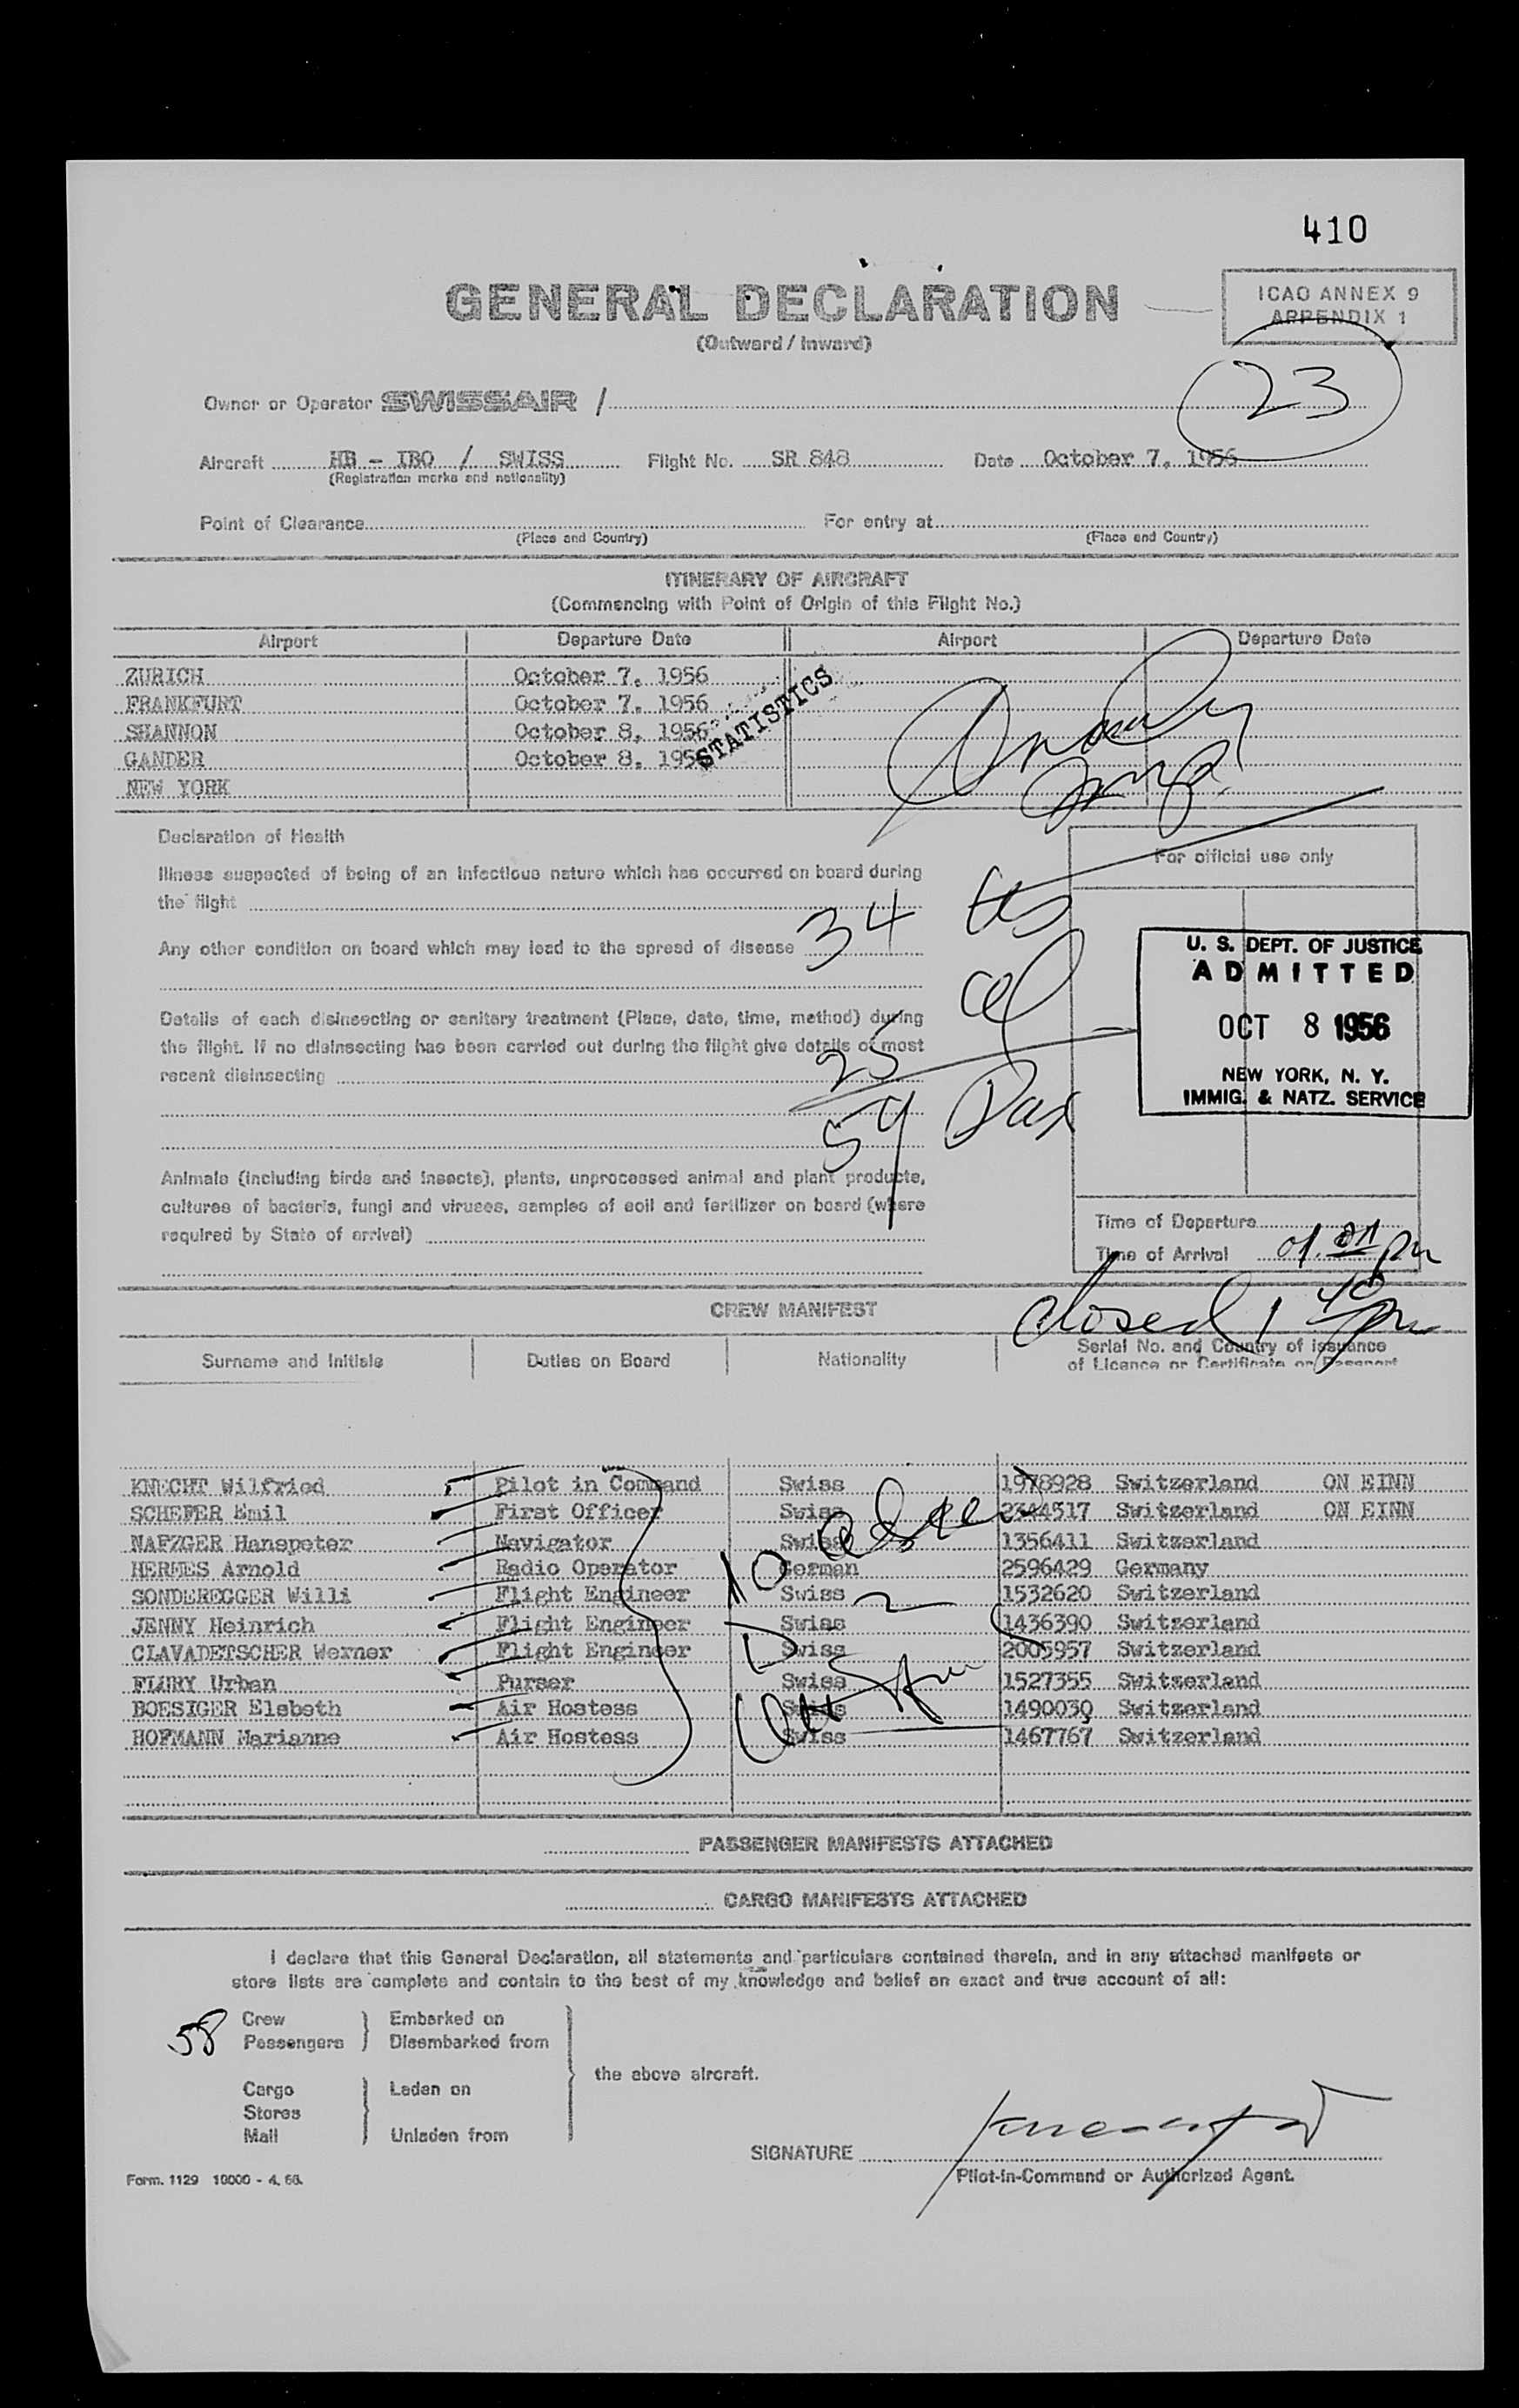 410
GENERAL DECLARATION
(Outward / Inward)
ICAO ANNEX 9
APPENDIX 1
23
Owner or Operator SWISSAIR /
Aircraft HB - IBO / SWISS Flight No. SR 848 Date October 7, 1956
(Registration marks and nationality)
Point of Clearance For entry at
(Place and Country) (Place and Country)
ITINERARY OF AIRCRAFT
(Commencing with Point of Origin of this Flight No.)
Airport Departure Date Airport Departure Date
ZURICH October 7, 1956
FRANKFURT October 7, 1956
SHANNON October 8, 1956
GANDER October 8, 1956
NEW YORK
STATISTICS
Declaration of Health
Illness suspected of being of an infectious nature which has occurred on board during
the flight
Any other condition on board which may lead to the spread of disease
34
Details of each disinsecting or sanitary treatment (Place, date, time, method) during
the flight. If no disinsecting has been carried out during the flight give details of most
recent disinsecting
25
59 Pax
Animals (including birds and insects), plants, unprocessed animal and plant products,
cultures of bacteria, fungi and viruses, samples of soil and fertilizer on board (where
required by State of arrival)
For official use only
U. S. DEPT. OF JUSTICE
ADMITTED
OCT 8 1956
NEW YORK, N. Y.
IMMIG. & NATZ. SERVICE
Time of Departure
Time of Arrival
closed 1 40 pm
CREW MANIFEST
Surname and Initials Duties on Board Nationality Serial No. and Country of issuance
of Licence or Certificate or Passport
KNECHT Wilfried Pilot in Command Swiss 1978928 Switzerland ON EINN
SCHEFER Emil First Officer Swiss 2344517 Switzerland ON EINN
NAFZGER Hanspeter Navigator Swiss 1356411 Switzerland
HERMES Arnold Radio Operator German 2596429 Germany
SONDEREGGER Willi Flight Engineer Swiss 1532620 Switzerland
JENNY Heinrich Flight Engineer Swiss 1436390 Switzerland
CLAVADETSCHER Werner Flight Engineer Swiss 2005957 Switzerland
FLURY Urban Purser Swiss 1527355 Switzerland
BOESIGER Elsbeth Air Hostess Swiss 1490030 Switzerland
HOFMANN Marianne Air Hostess Swiss 1467767 Switzerland
10
PASSENGER MANIFESTS ATTACHED
CARGO MANIFESTS ATTACHED
I declare that this General Declaration, all statements and particulars contained therein, and in any attached manifests or
store lists are complete and contain to the best of my knowledge and belief an exact and true account of all:
58 Crew Embarked on
Passengers Disembarked from
the above aircraft.
Cargo Laden on
Stores
Mail Unladen from
SIGNATURE
Pilot-in-Command or Authorized Agent.
Form. 1129 10000 - 4. 56.